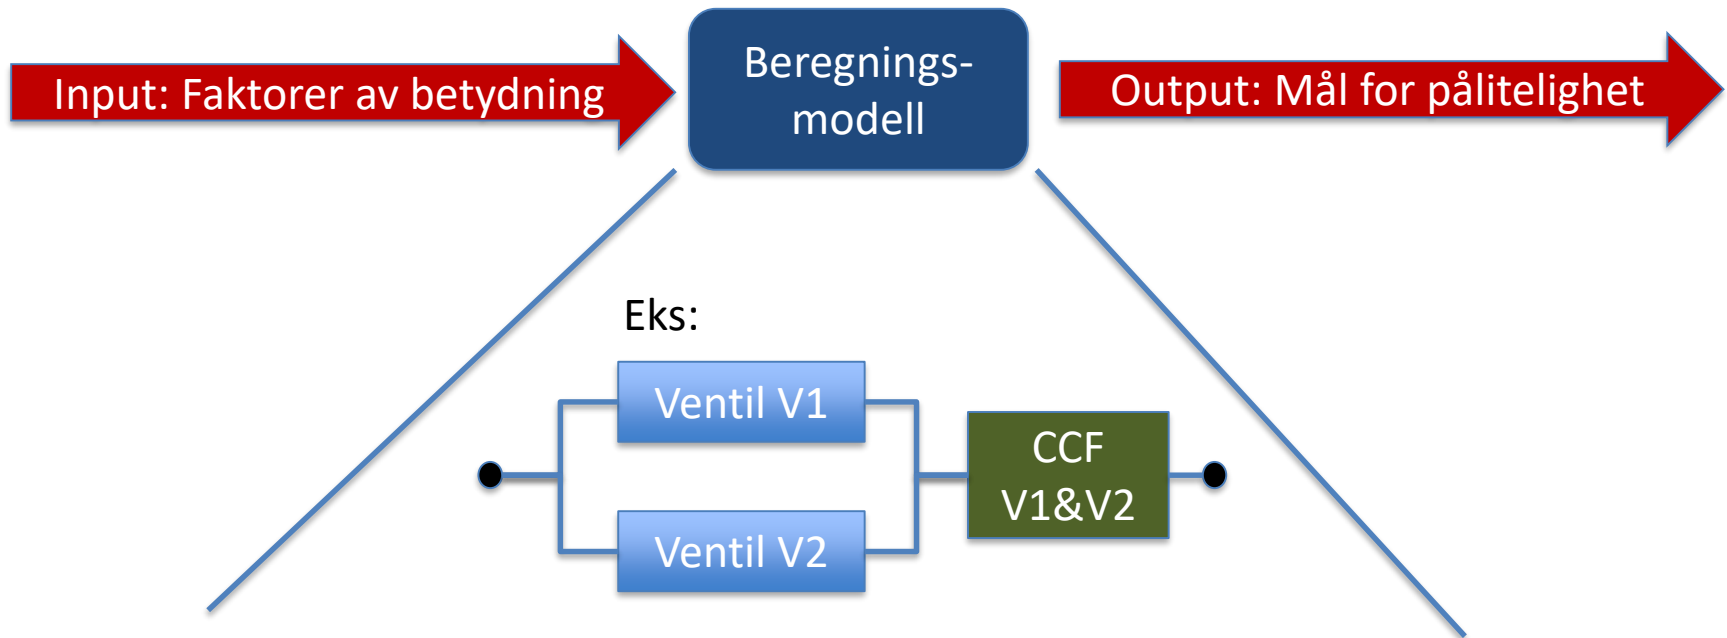 Input: Faktorer av betydning
Beregnings-
modell
Output: Mål for pålitelighet
Eks:
Ventil V1
Ventil V2
CCF
V1&V2